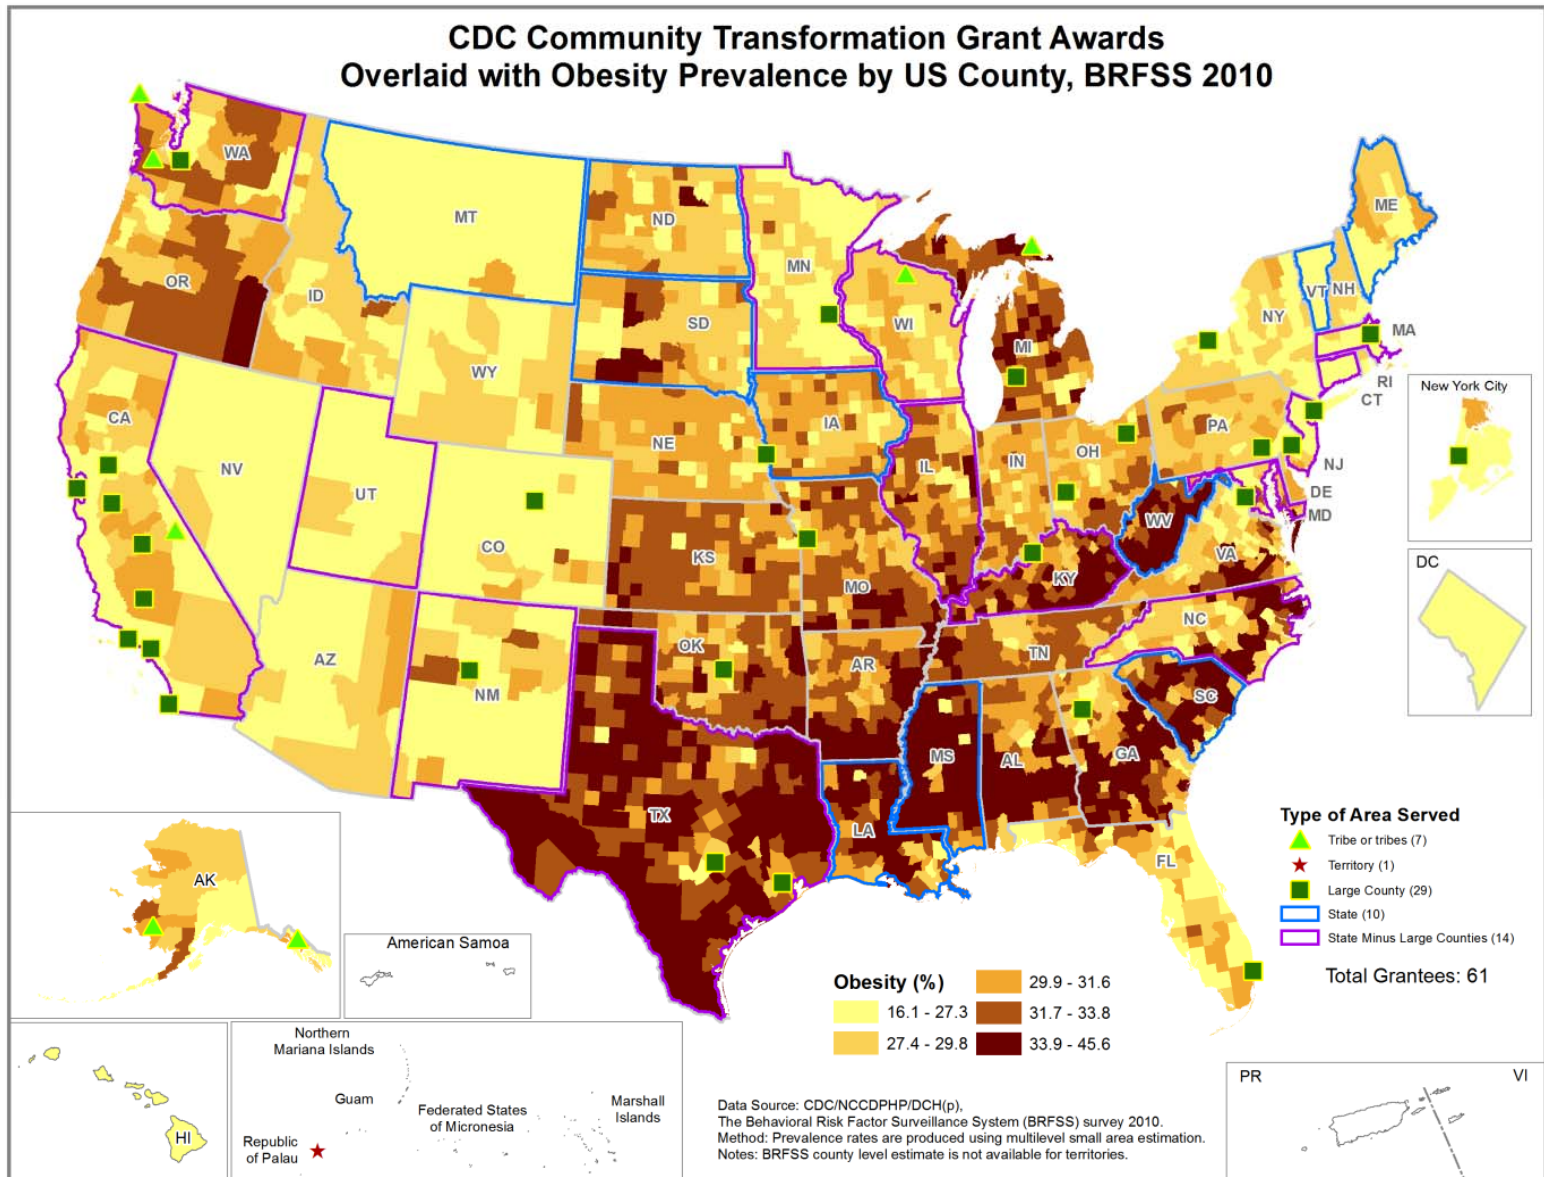 CDC Community Transformation Grant Awards
Overlaid with Obesity Prevalence by US County, BRFSS 2010
WA
MT
ND
MN
ME
OR
ID
SD
WI
MI
VT
NH
NY
MA
RI
CT
WY
CA
NV
UT
NE
IA
IL
IN
OH
PA
NJ
DE
MD
CO
KS
MO
WV
VA
KY
AZ
NM
OK
AR
TN
NC
SC
TX
LA
MS
AL
GA
FL
New York City
DC
AK
American Samoa
HI
Northern
Mariana Islands
Guam
Federated States
of Micronesia
Marshall
Islands
Republic
of Palau
Obesity (%)
16.1 - 27.3
27.4 - 29.8
29.9 - 31.6
31.7 - 33.8
33.9 - 45.6
Type of Area Served
Tribe or tribes (7)
Territory (1)
Large County (29)
State (10)
State Minus Large Counties (14)
Total Grantees: 61
Data Source: CDC/NCCDPHP/DCH(p),
The Behavioral Risk Factor Surveillance System (BRFSS) survey 2010.
Method: Prevalence rates are produced using multilevel small area estimation.
Notes: BRFSS county level estimate is not available for territories.
PR
VI